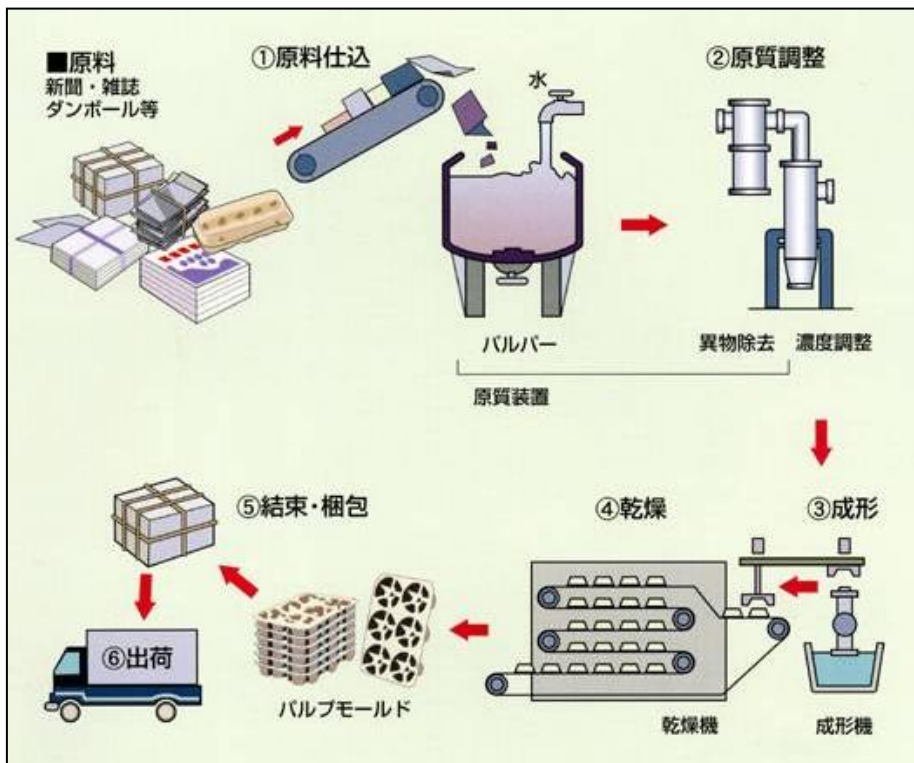 ■原料
新聞・雑誌
ダンボール等
①原料仕込
水
②原質調整
パルパー
異物除去 濃度調整
原質装置
③成形
④乾燥
⑤結束・梱包
⑥出荷
パルプモールド
乾燥機
成形機